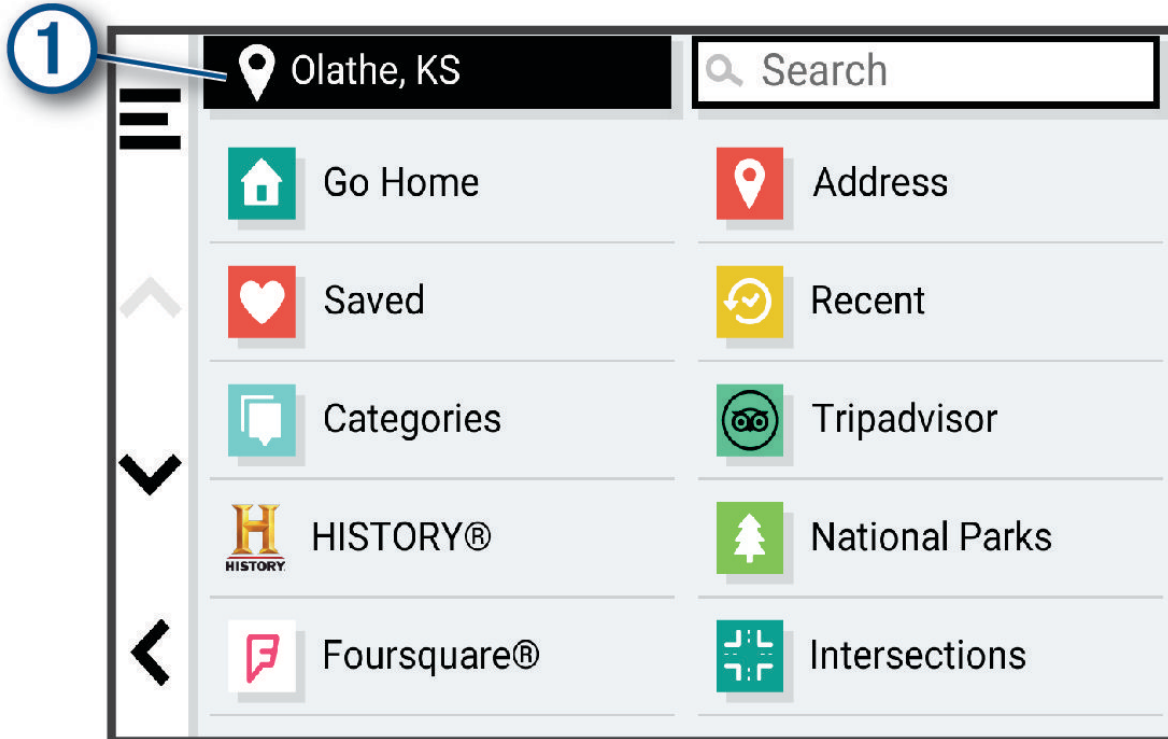 1
Olathe, KS
Search
Go Home
Address
Saved
Recent
Categories
Tripadvisor
H
HISTORY
HISTORY®
National Parks
Foursquare®
Intersections